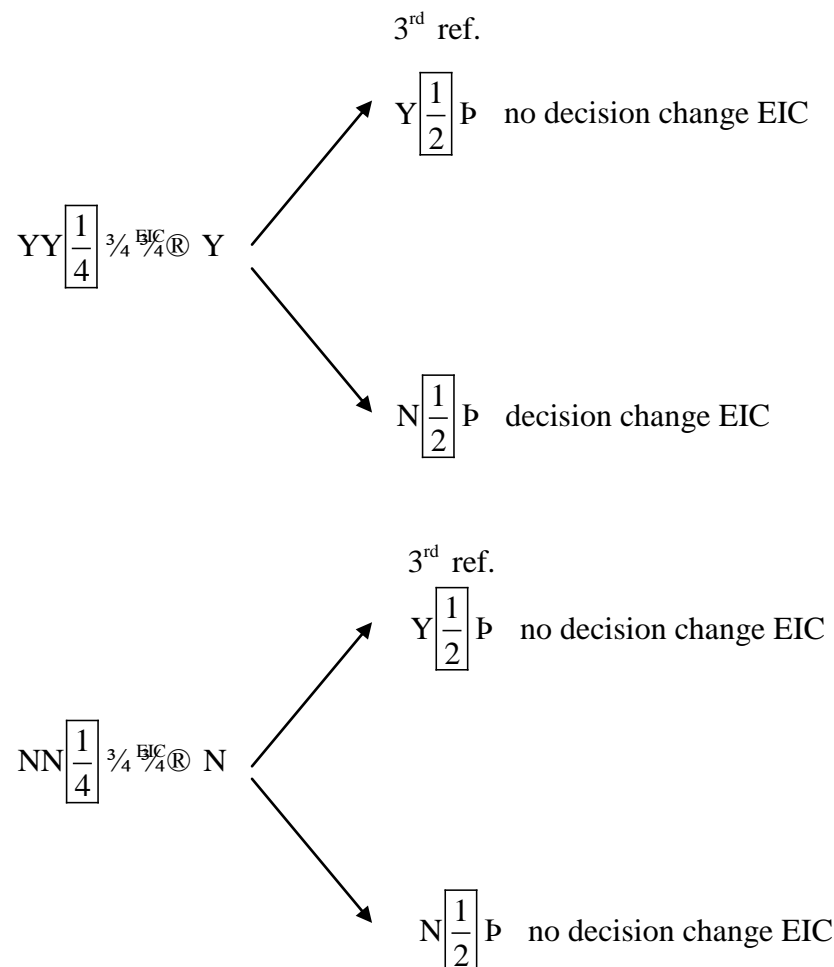 3rd ref.
Y 1/2 Þ no decision change EIC
YY 1/4 ¾ EIC ¾® Y
N 1/2 Þ decision change EIC
3rd ref.
Y 1/2 Þ no decision change EIC
NN 1/4 ¾ EIC ¾® N
N 1/2 Þ no decision change EIC